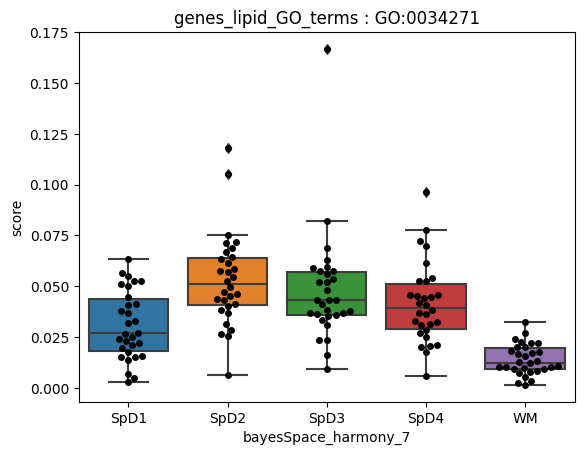 genes_lipid_GO_terms : GO:0034271
0.175
0.150
0.125
0.100
0.075
0.050
0.025
0.000
score
SpD1 SpD2 SpD3 SpD4 WM
bayesSpace_harmony_7